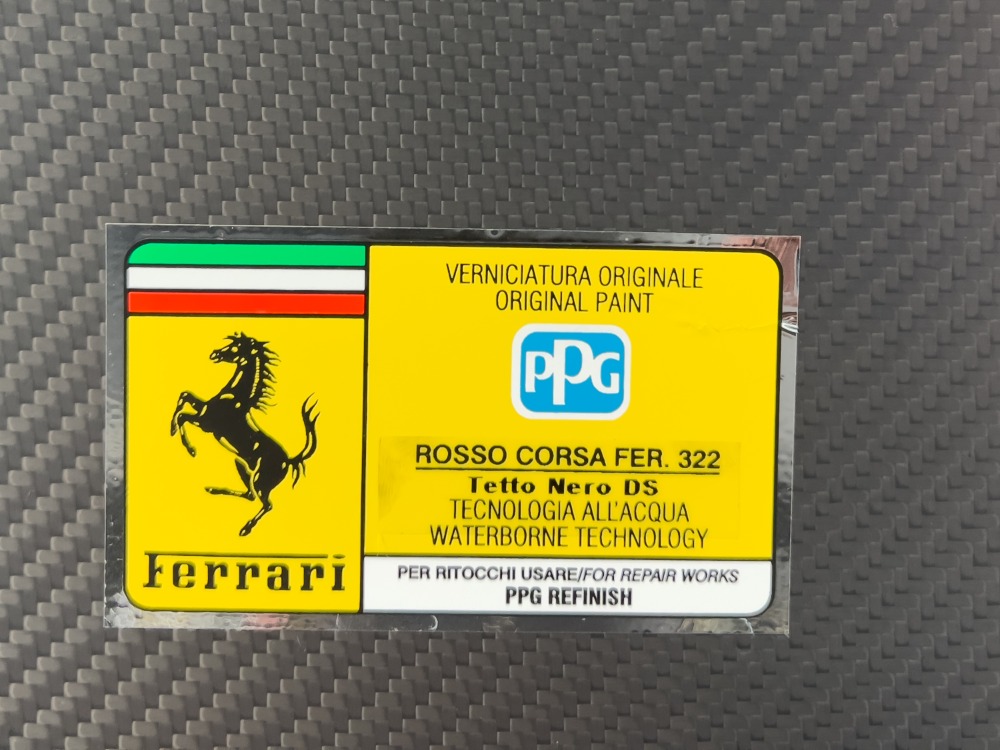 Ferrari
VERNICIATURA ORIGINALE
ORIGINAL PAINT
PPG
ROSSO CORSA FER. 322
Tetto Nero DS
TECNOLOGIA ALL'ACQUA
WATERBORNE TECHNOLOGY
PER RITOCCHI USARE/FOR REPAIR WORKS
PPG REFINISH